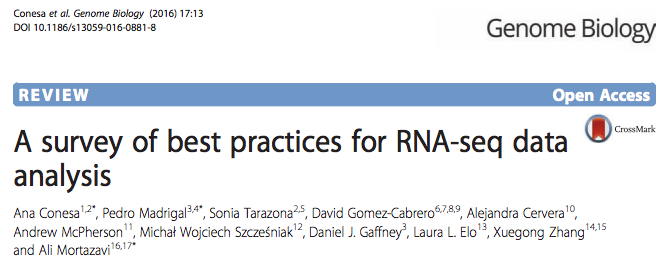 Conesa et al. Genome Biology (2016) 17:13
DOI 10.1186/s13059-016-0881-8
Genome Biology
REVIEW Open Access
CrossMark
A survey of best practices for RNA-seq data
analysis
Ana Conesa1,2*, Pedro Madrigal3,4*, Sonia Tarazona2,5, David Gomez-Cabrero6,7,8,9, Alejandra Cervera10,
Andrew McPherson11, Michał Wojciech Szcześniak12, Daniel J. Gaffney3, Laura L. Elo13, Xuegong Zhang14,15
and Ali Mortazavi16,17*